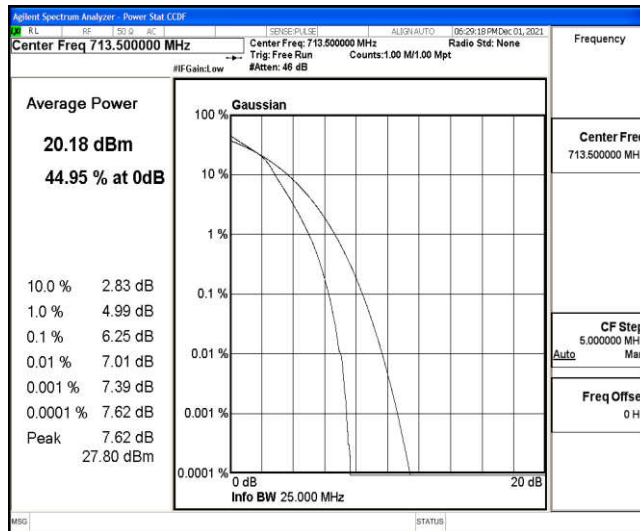 Agilent Spectrum Analyzer - Power Stat CCDF
RL RF 50 Ω AC SENSE:PULSE ALIGN AUTO 06:29:18 PM Dec 01, 2021
Center Freq 713.500000 MHz
Center Freq: 713.500000 MHz Radio Std: None
Trig: Free Run Counts:1.00 M/1.00 Mpt
#IFGain:Low #Atten: 46 dB
Frequency
Average Power
20.18 dBm
44.95 % at 0dB
10.0 % 2.83 dB
1.0 % 4.99 dB
0.1 % 6.25 dB
0.01 % 7.01 dB
0.001 % 7.39 dB
0.0001 % 7.62 dB
Peak 7.62 dB
27.80 dBm
Gaussian
100 %
10 %
1 %
0.1 %
0.01 %
0.001 %
0.0001 %
0 dB 20 dB
Info BW 25.000 MHz
Center Fre
713.500000 MH
CF Step
5.000000 MH
Auto Ma
Freq Offse
0 H
MSG STATUS